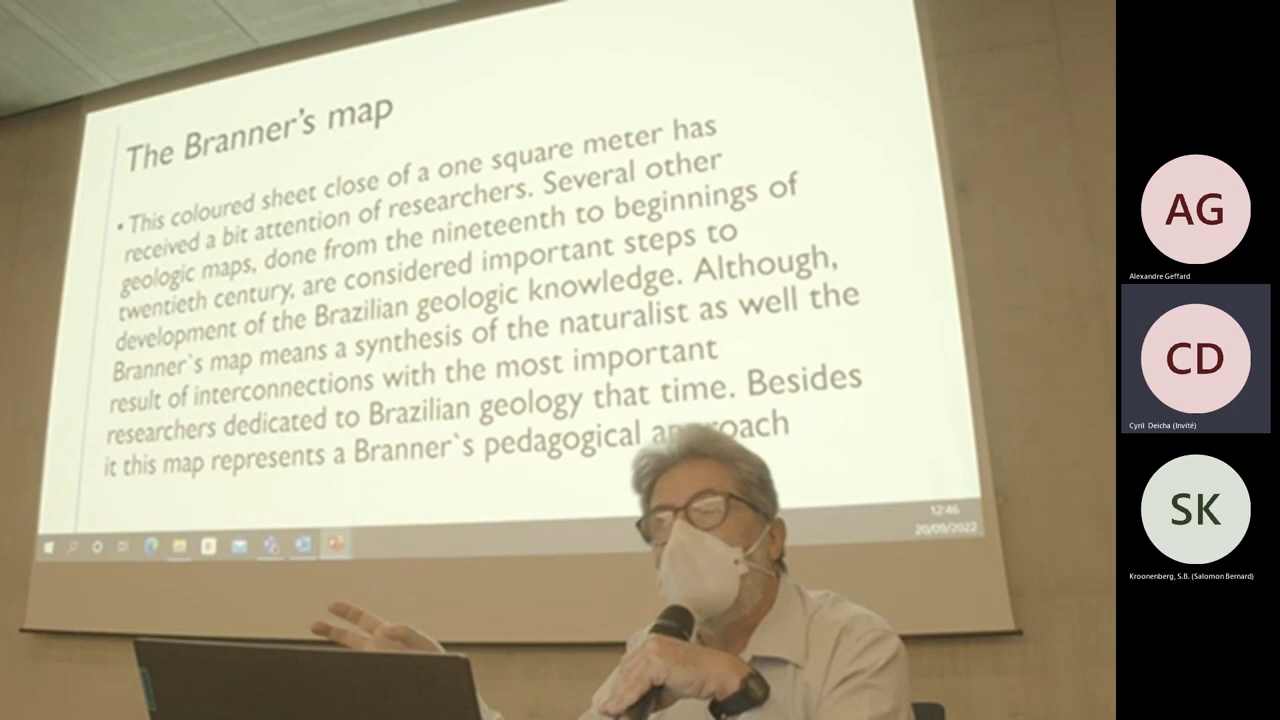 The Branner's map
• This coloured sheet close of a one square meter has
received a bit attention of researchers. Several other
geologic maps, done from the nineteenth to beginnings of
twentieth century, are considered important steps to
development of the Brazilian geologic knowledge. Although,
Branner`s map means a synthesis of the naturalist as well the
result of interconnections with the most important
researchers dedicated to Brazilian geology that time. Besides
it this map represents a Branner`s pedagogical approach
12:46
20/09/2022
AG
Alexandre Geffard
CD
Cyril Deicha (Invité)
SK
Kroonenberg, S.B. (Salomon Bernard)